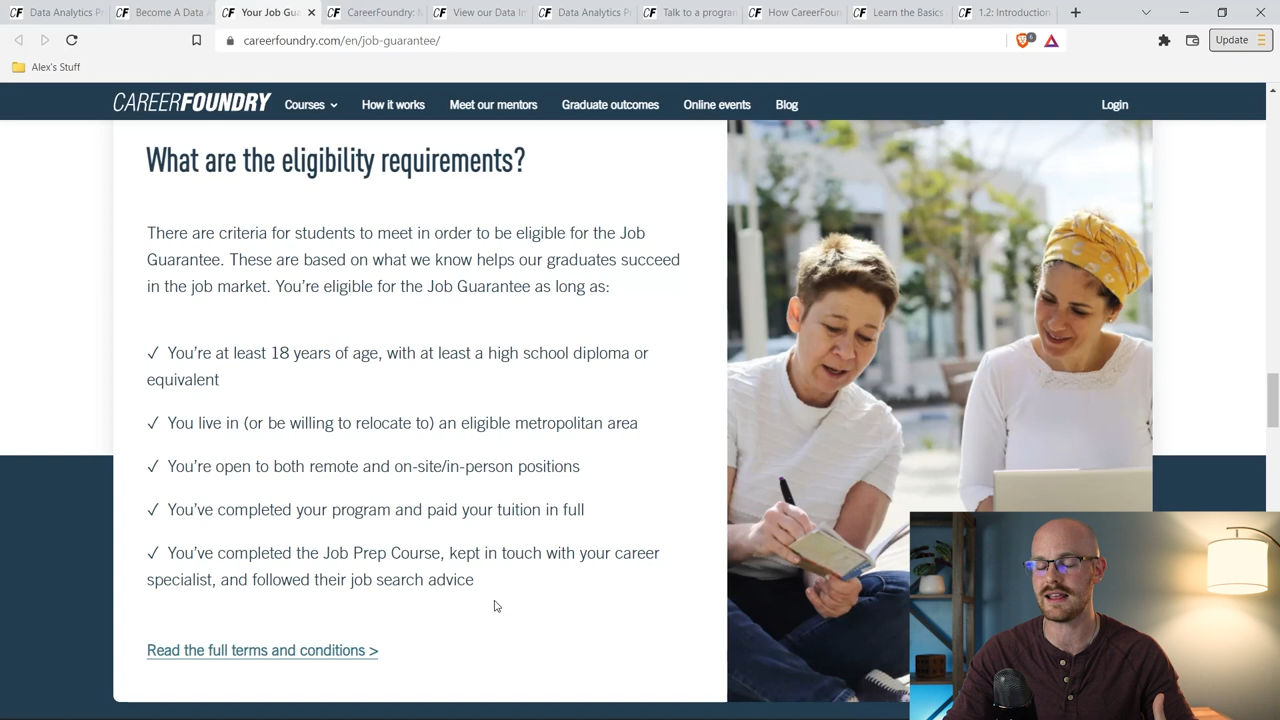 Data Analytics P
Become A Data A
Your Job Gua
CareerFoundry: N
View our Data In
Data Analytics P
Talk to a program
How CareerFoun
Learn the Basics
1.2: Introduction
careerfoundry.com/en/job-guarantee/
6
Update
Alex's Stuff
CAREERFOUNDRY
Courses
How it works
Meet our mentors
Graduate outcomes
Online events
Blog
Login
What are the eligibility requirements?
There are criteria for students to meet in order to be eligible for the Job
Guarantee. These are based on what we know helps our graduates succeed
in the job market. You're eligible for the Job Guarantee as long as:
✓ You're at least 18 years of age, with at least a high school diploma or
equivalent
✓ You live in (or be willing to relocate to) an eligible metropolitan area
✓ You're open to both remote and on-site/in-person positions
✓ You've completed your program and paid your tuition in full
✓ You've completed the Job Prep Course, kept in touch with your career
specialist, and followed their job search advice
Read the full terms and conditions >